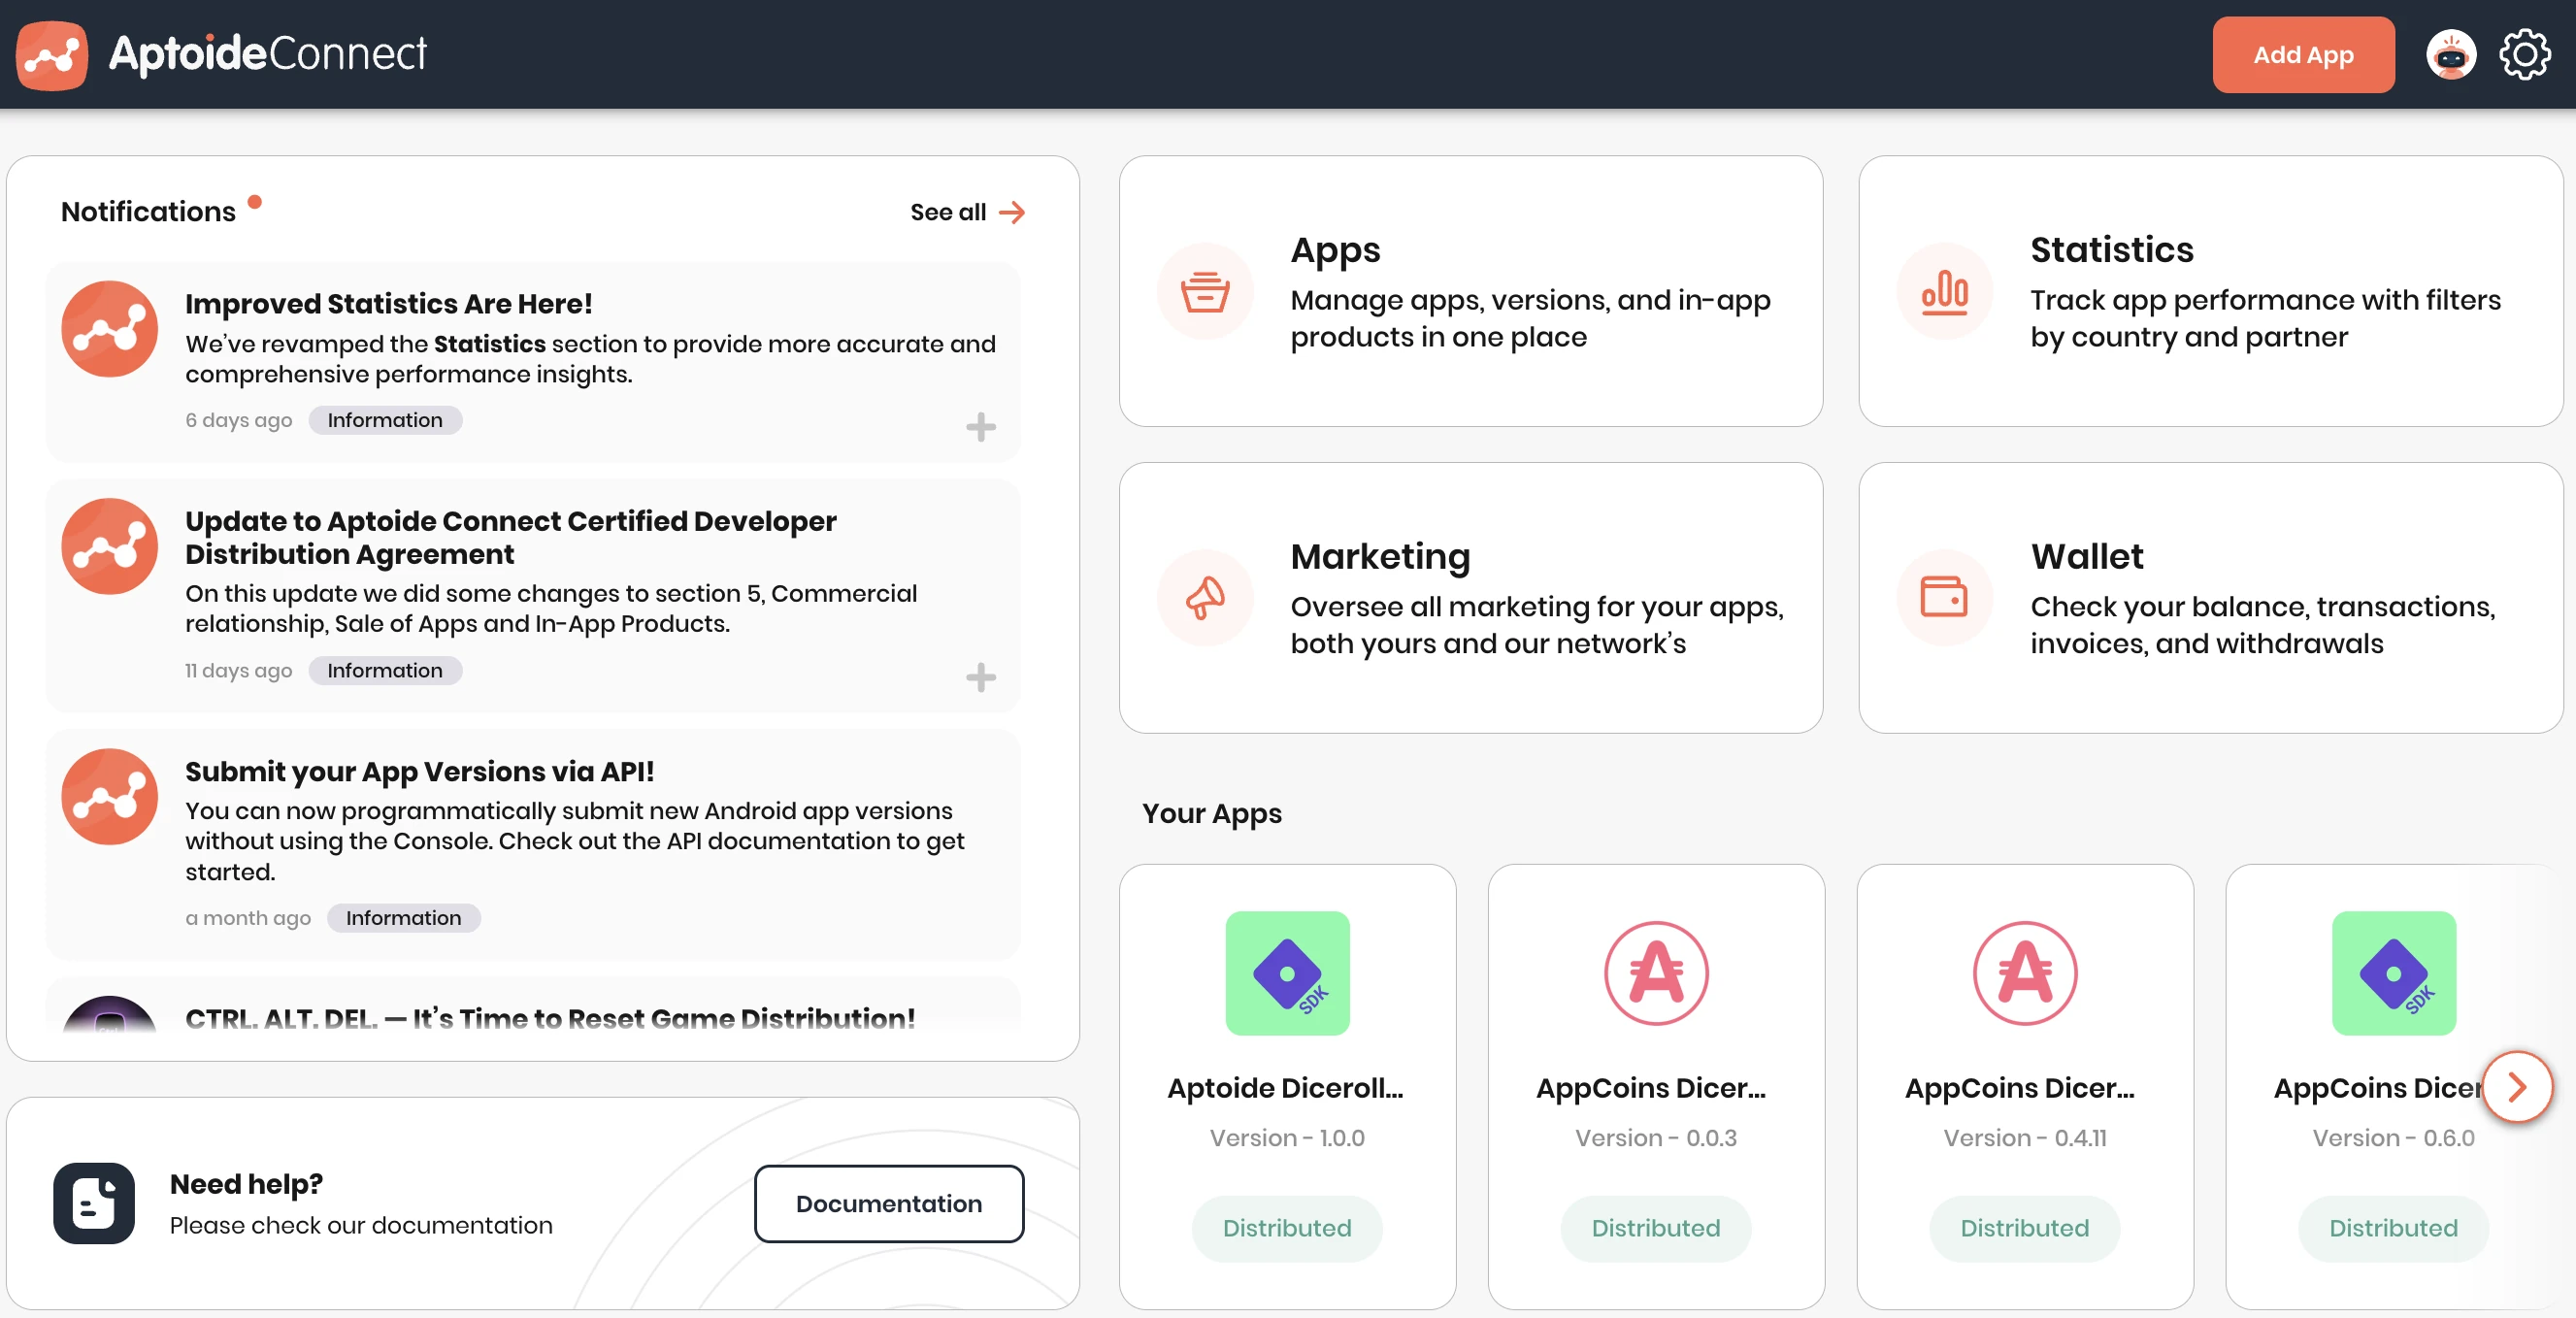 AptoideConnect
Add App
Notifications
See all
Improved Statistics Are Here!
We’ve revamped the Statistics section to provide more accurate and
comprehensive performance insights.
6 days ago
Information
Update to Aptoide Connect Certified Developer
Distribution Agreement
On this update we did some changes to section 5, Commercial
relationship, Sale of Apps and In-App Products.
11 days ago
Information
Submit your App Versions via API!
You can now programmatically submit new Android app versions
without using the Console. Check out the API documentation to get
started.
a month ago
Information
CTRL. ALT. DEL. — It’s Time to Reset Game Distribution!
Need help?
Please check our documentation
Documentation
Apps
Manage apps, versions, and in-app
products in one place
Statistics
Track app performance with filters
by country and partner
Marketing
Oversee all marketing for your apps,
both yours and our network’s
Wallet
Check your balance, transactions,
invoices, and withdrawals
Your Apps
SDK
Aptoide Diceroll...
Version - 1.0.0
Distributed
AppCoins Dicer...
Version - 0.0.3
Distributed
AppCoins Dicer...
Version - 0.4.11
Distributed
SDK
AppCoins Dicer
Version - 0.6.0
Distributed